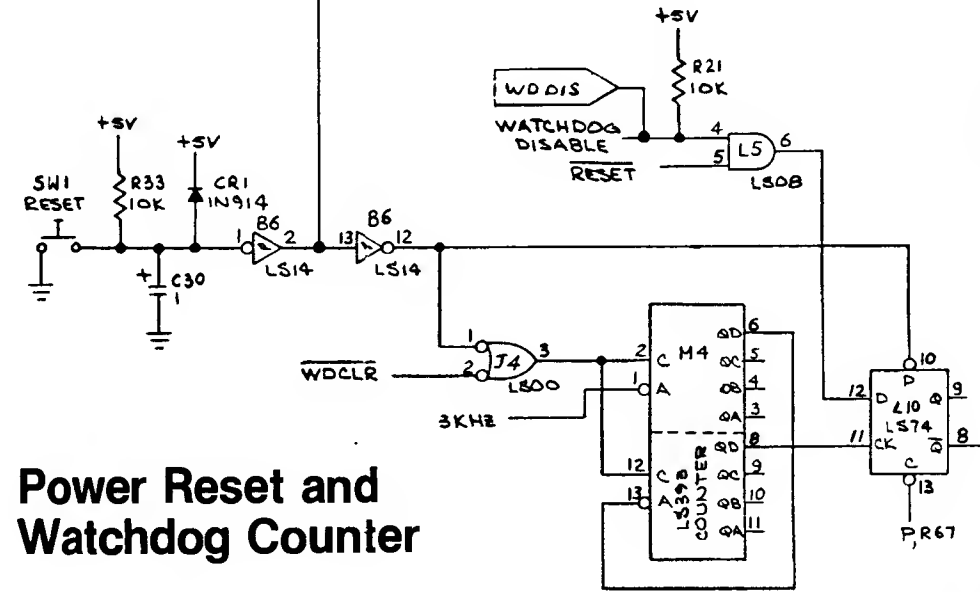 +5V
WDDIS
R21
10K
WATCHDOG
DISABLE
4
L5
6
RESET
5
LS08
+5V
+5V
SW1
RESET
R33
10K
CR1
1N914
B6
1
2
LS14
B6
13
12
LS14
+
C30
1
1
J4
3
WDCLR
2
LS00
3KHZ
2
C
M4
QD
6
1
A
QC
5
QB
4
QA
3
12
C
LS393
COUNTER
QD
8
13
A
QC
9
QB
10
QA
11
10
P
12
D
L10
LS74
Q
9
11
CK
Q
8
C
13
P,R67
Power Reset and
Watchdog Counter